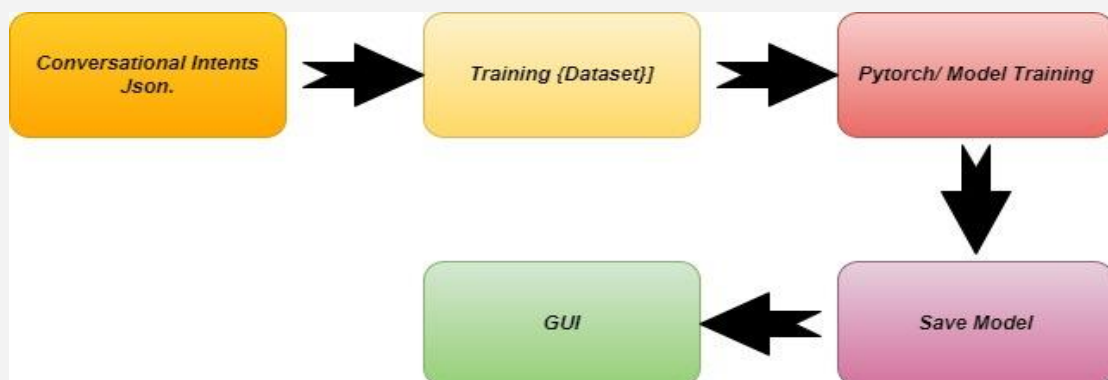 Conversational Intents
Json.
Training {Dataset}]
Pytorch/ Model Training
GUI
Save Model